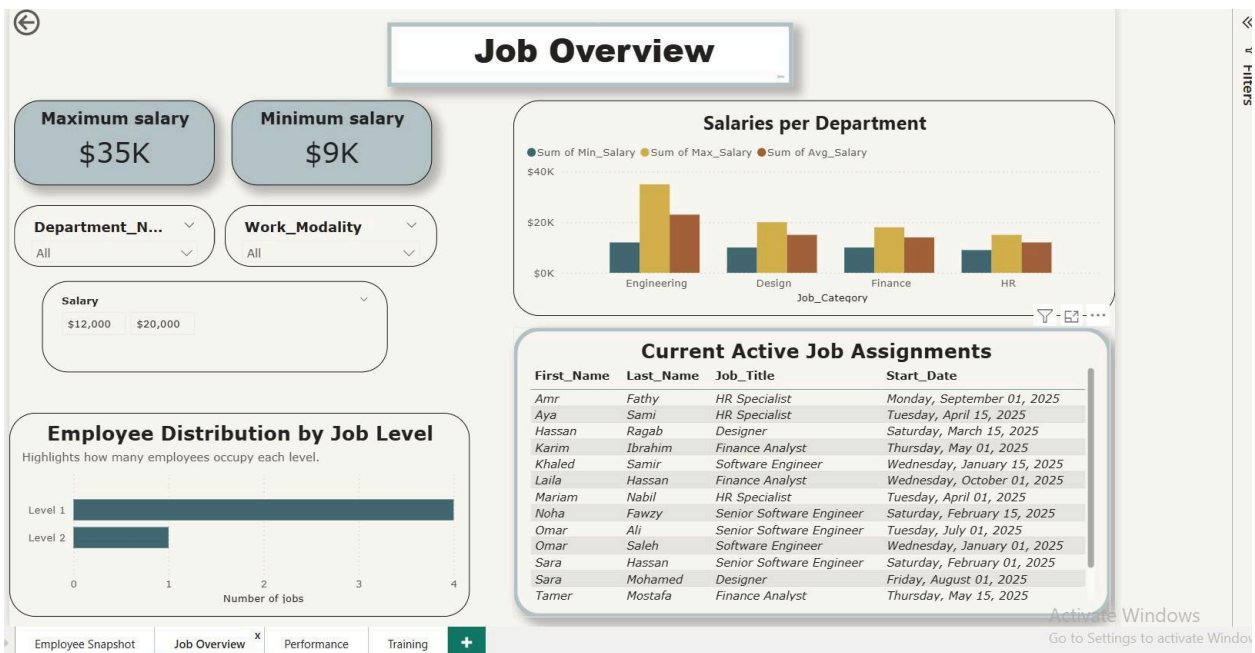 Job Overview
Filters
Maximum salary
$35K
Minimum salary
$9K
Department_N...
All
Work_Modality
All
Salary
$12,000 $20,000
Salaries per Department
Sum of Min_Salary Sum of Max_Salary Sum of Avg_Salary
$40K
$20K
$0K
Engineering Design Finance HR
Job_Category
Employee Distribution by Job Level
Highlights how many employees occupy each level.
Level 1
Level 2
0 1 2 3 4
Number of jobs
Current Active Job Assignments
First_Name Last_Name Job_Title Start_Date
Amr Fathy HR Specialist Monday, September 01, 2025
Aya Sami HR Specialist Tuesday, April 15, 2025
Hassan Ragab Designer Saturday, March 15, 2025
Karim Ibrahim Finance Analyst Thursday, May 01, 2025
Khaled Samir Software Engineer Wednesday, January 15, 2025
Laila Hassan Finance Analyst Wednesday, October 01, 2025
Mariam Nabil HR Specialist Tuesday, April 01, 2025
Noha Fawzy Senior Software Engineer Saturday, February 15, 2025
Omar Ali Senior Software Engineer Tuesday, July 01, 2025
Omar Saleh Software Engineer Wednesday, January 01, 2025
Sara Hassan Senior Software Engineer Saturday, February 01, 2025
Sara Mohamed Designer Friday, August 01, 2025
Tamer Mostafa Finance Analyst Thursday, May 15, 2025
Activate Windows
Go to Settings to activate Window
Employee Snapshot Job Overview x Performance Training +